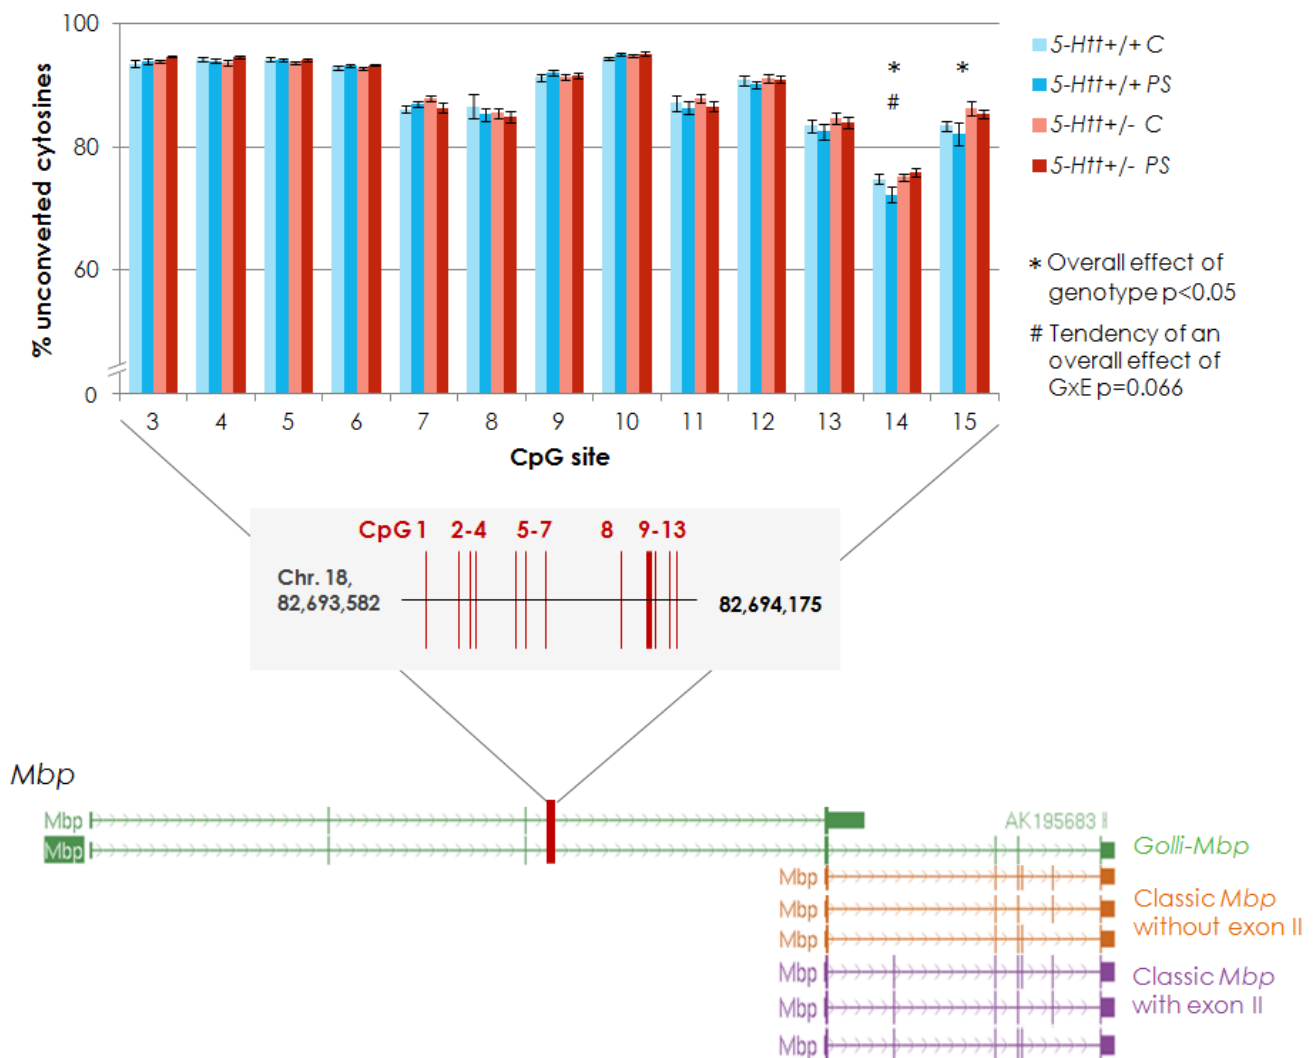 100
80
60
0
% unconverted cytosines
3 4 5 6 7 8 9 10 11 12 13 14 15
CpG site
*
#
*
5-Htt+/+ C
5-Htt+/+ PS
5-Htt+/- C
5-Htt+/- PS
* Overall effect of
genotype p<0.05
# Tendency of an
overall effect of
GxE p=0.066
CpG 1 2-4 5-7 8 9-13
Chr. 18,
82,693,582
82,694,175
Mbp
Mbp
AK195683
Mbp
Golli-Mbp
Mbp
Mbp
Mbp
Classic Mbp
without exon II
Mbp
Mbp
Mbp
Classic Mbp
with exon II